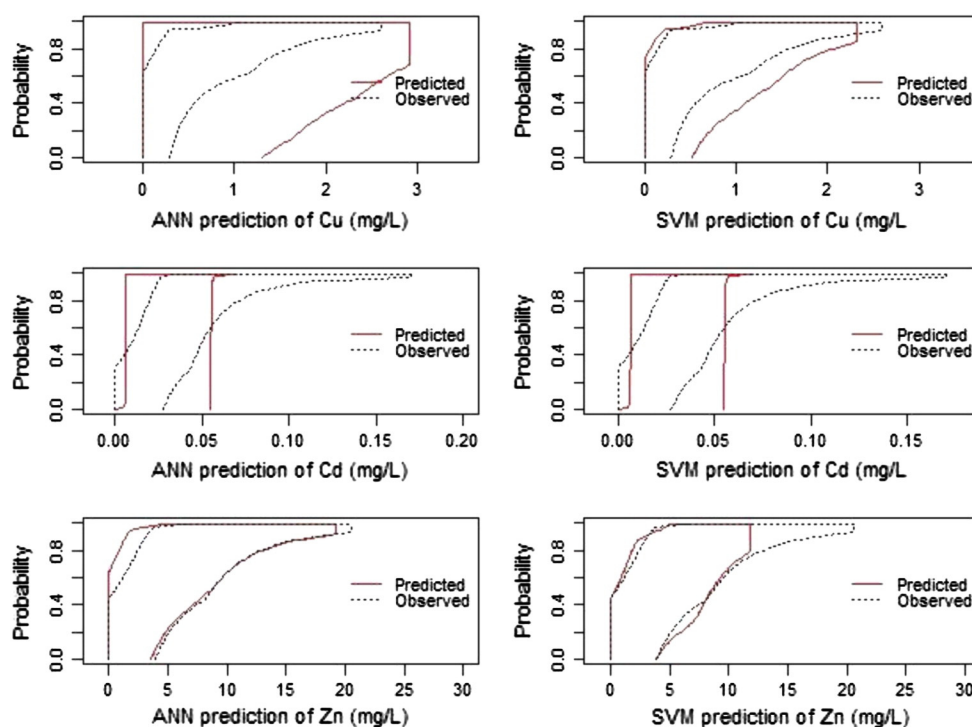 Probability
0.0 0.4 0.8
Predicted
Observed
0 1 2 3
ANN prediction of Cu (mg/L)
Probability
0.0 0.4 0.8
Predicted
Observed
0 1 2 3
SVM prediction of Cu (mg/L
Probability
0.0 0.4 0.8
Predicted
Observed
0.00 0.05 0.10 0.15 0.20
ANN prediction of Cd (mg/L)
Probability
0.0 0.4 0.8
Predicted
Observed
0.00 0.05 0.10 0.15
SVM prediction of Cd (mg/L
Probability
0.0 0.4 0.8
Predicted
Observed
0 5 10 15 20 25 30
ANN prediction of Zn (mg/L)
Probability
0.0 0.4 0.8
Predicted
Observed
0 5 10 15 20 25 30
SVM prediction of Zn (mg/L)